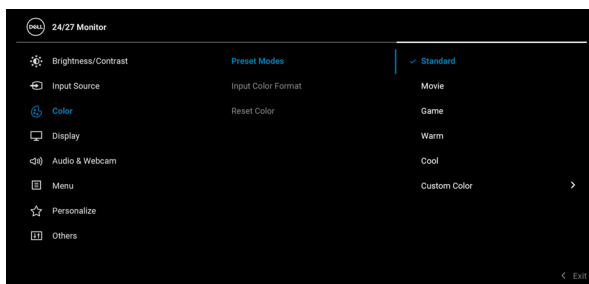 DELL 24/27 Monitor
Brightness/Contrast Preset Modes Standard
Input Source Input Color Format Movie
Color Reset Color Game
Display Warm
Audio & Webcam Cool
Menu Custom Color >
Personalize
Others
< Exit